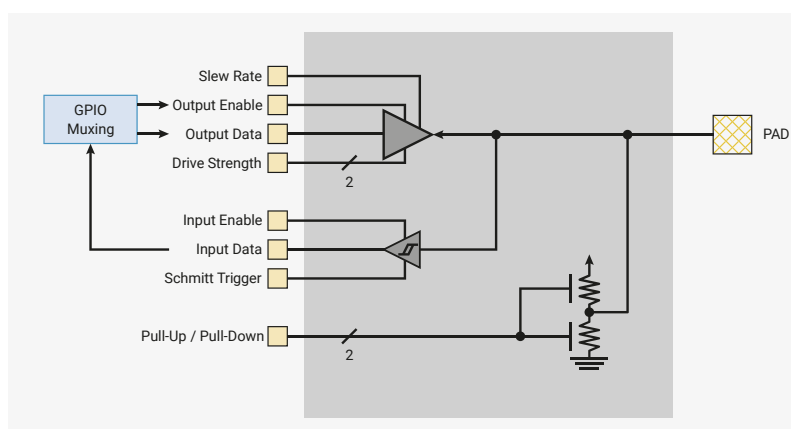 Slew Rate
GPIO
Muxing
Output Enable
Output Data
PAD
Drive Strength
2
Input Enable
Input Data
Schmitt Trigger
Pull-Up / Pull-Down
2